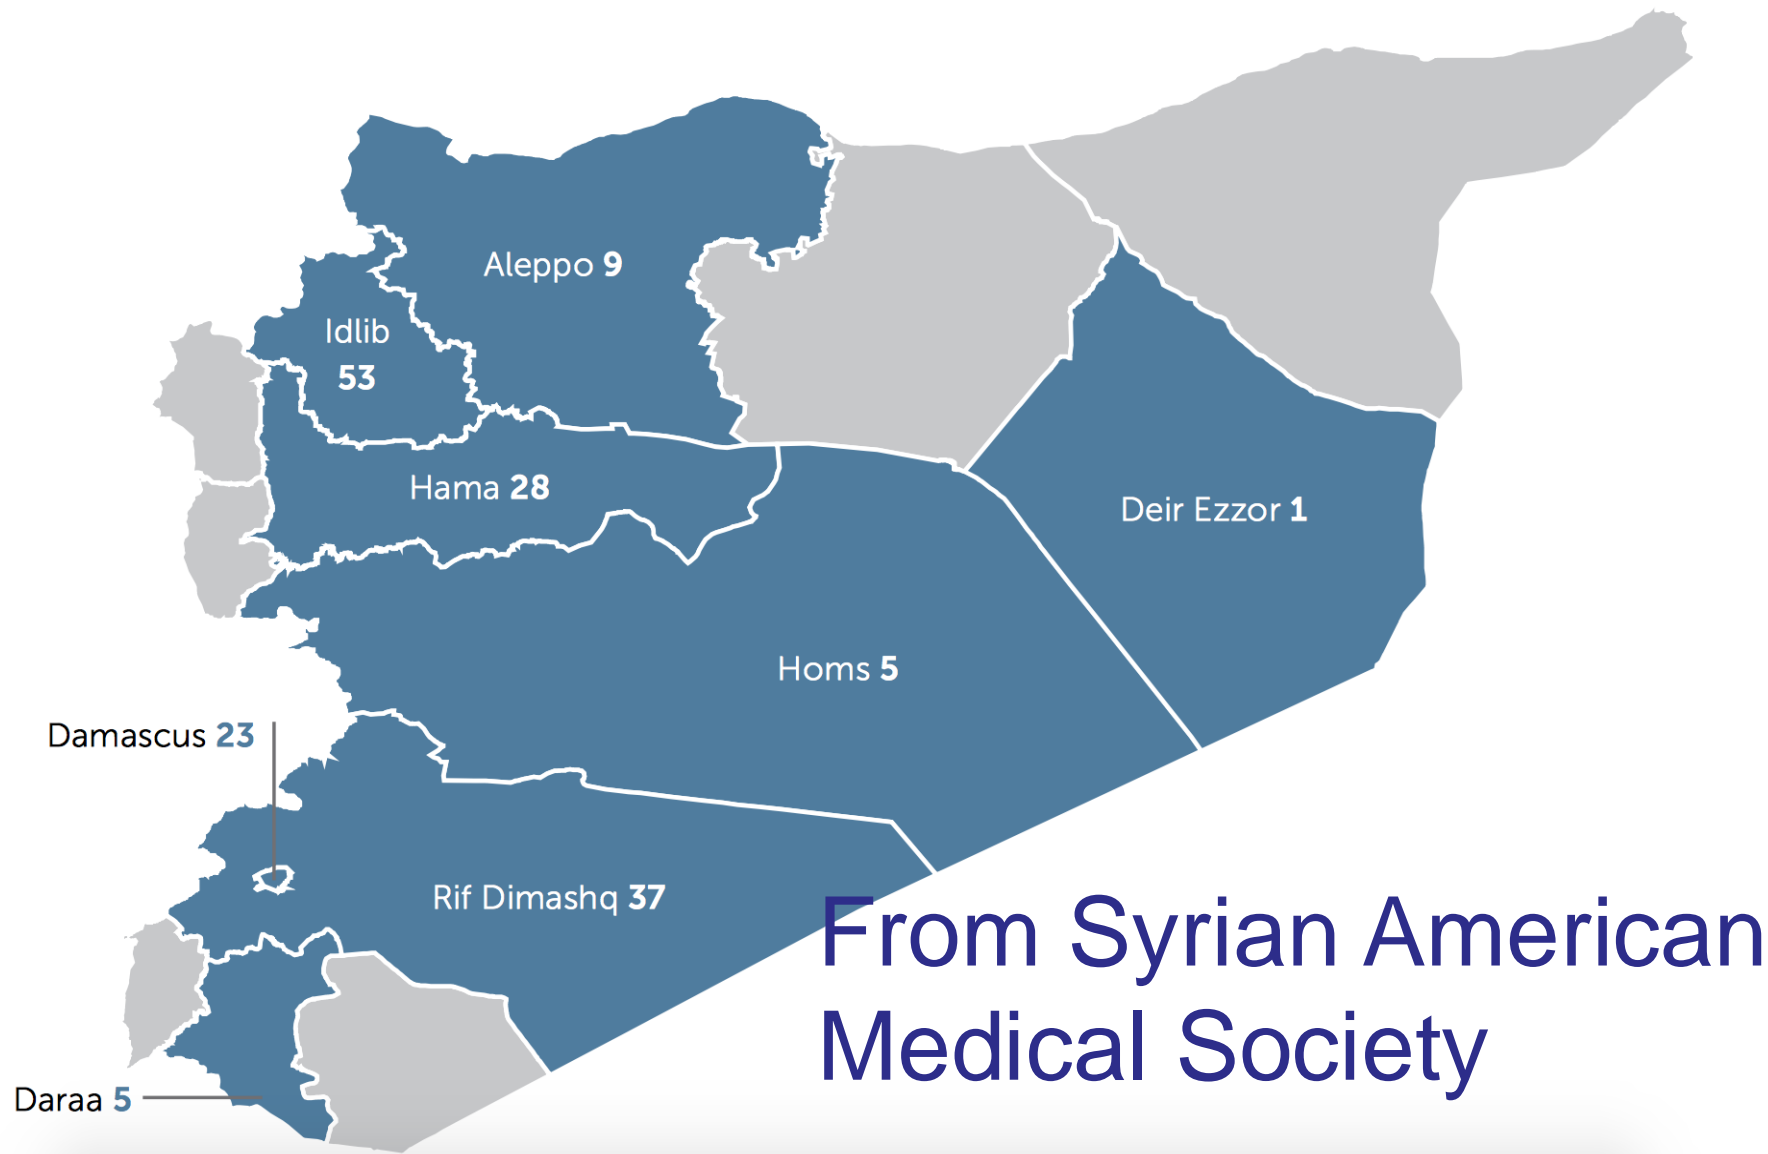 Aleppo 9
Idlib
53
Hama 28
Deir Ezzor 1
Homs 5
Damascus 23
Rif Dimashq 37
From Syrian American
Medical Society
Daraa 5